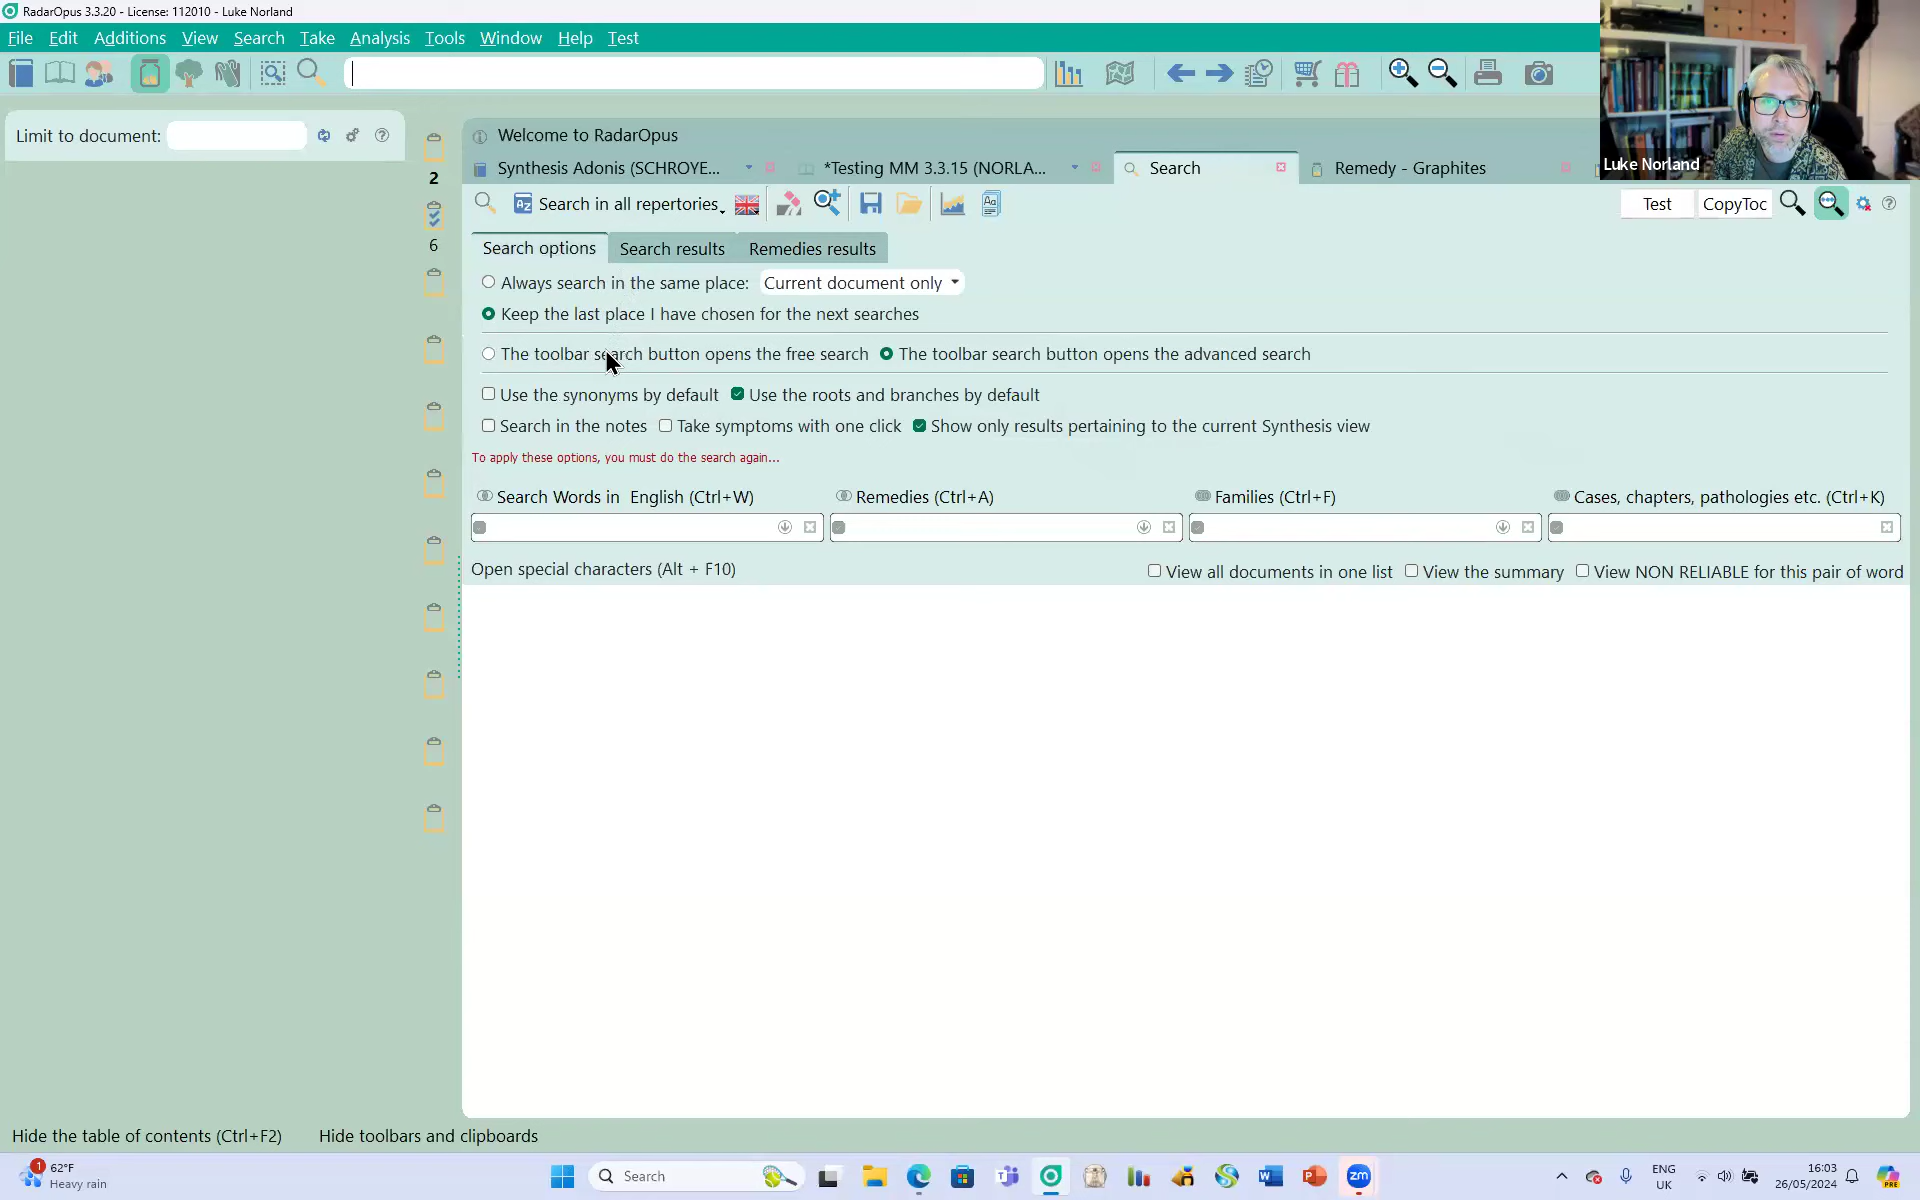 RadarOpus 3.3.20 - License: 112010 - Luke Norland
File Edit Additions View Search Take Analysis Tools Window Help Test
Luke Norland
Limit to document:
Welcome to RadarOpus
Synthesis Adonis (SCHROYE... *Testing MM 3.3.15 (NORLA... Search Remedy - Graphites
2
6
Search in all repertories
Test CopyToc
Search options Search results Remedies results
Always search in the same place: Current document only
Keep the last place I have chosen for the next searches
The toolbar search button opens the free search The toolbar search button opens the advanced search
Use the synonyms by default Use the roots and branches by default
Search in the notes Take symptoms with one click Show only results pertaining to the current Synthesis view
To apply these options, you must do the search again...
Search Words in English (Ctrl+W) Remedies (Ctrl+A) Families (Ctrl+F) Cases, chapters, pathologies etc. (Ctrl+K)
Open special characters (Alt + F10) View all documents in one list View the summary View NON RELIABLE for this pair of word
Hide the table of contents (Ctrl+F2) Hide toolbars and clipboards
1 62°F
Heavy rain
Search
ENG
UK
16:03
26/05/2024
PRE